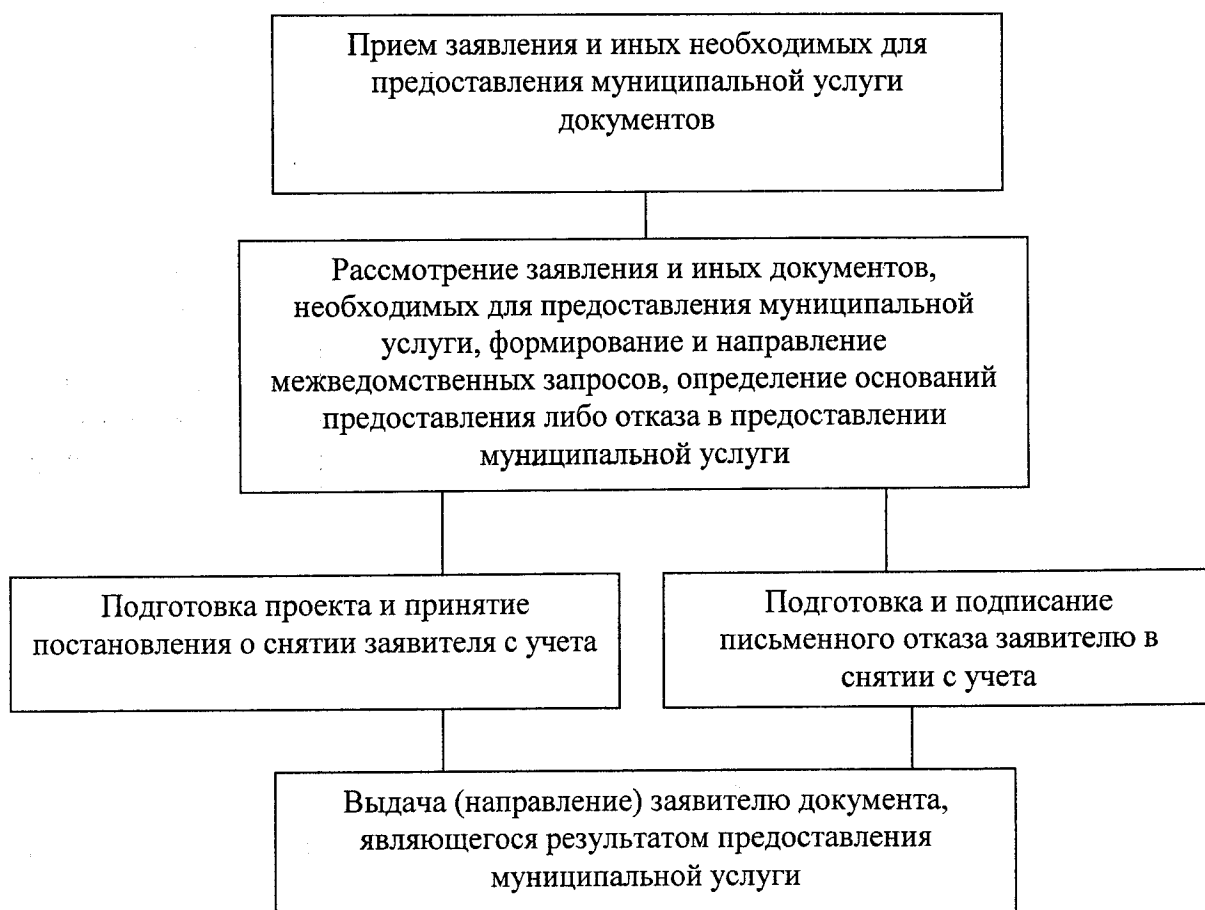 Прием заявления и иных необходимых для
предоставления муниципальной услуги
документов
Рассмотрение заявления и иных документов,
необходимых для предоставления муниципальной
услуги, формирование и направление
межведомственных запросов, определение оснований
предоставления либо отказа в предоставлении
муниципальной услуги
Подготовка проекта и принятие
постановления о снятии заявителя с учета
Подготовка и подписание
письменного отказа заявителю в
снятии с учета
Выдача (направление) заявителю документа,
являющегося результатом предоставления
муниципальной услуги